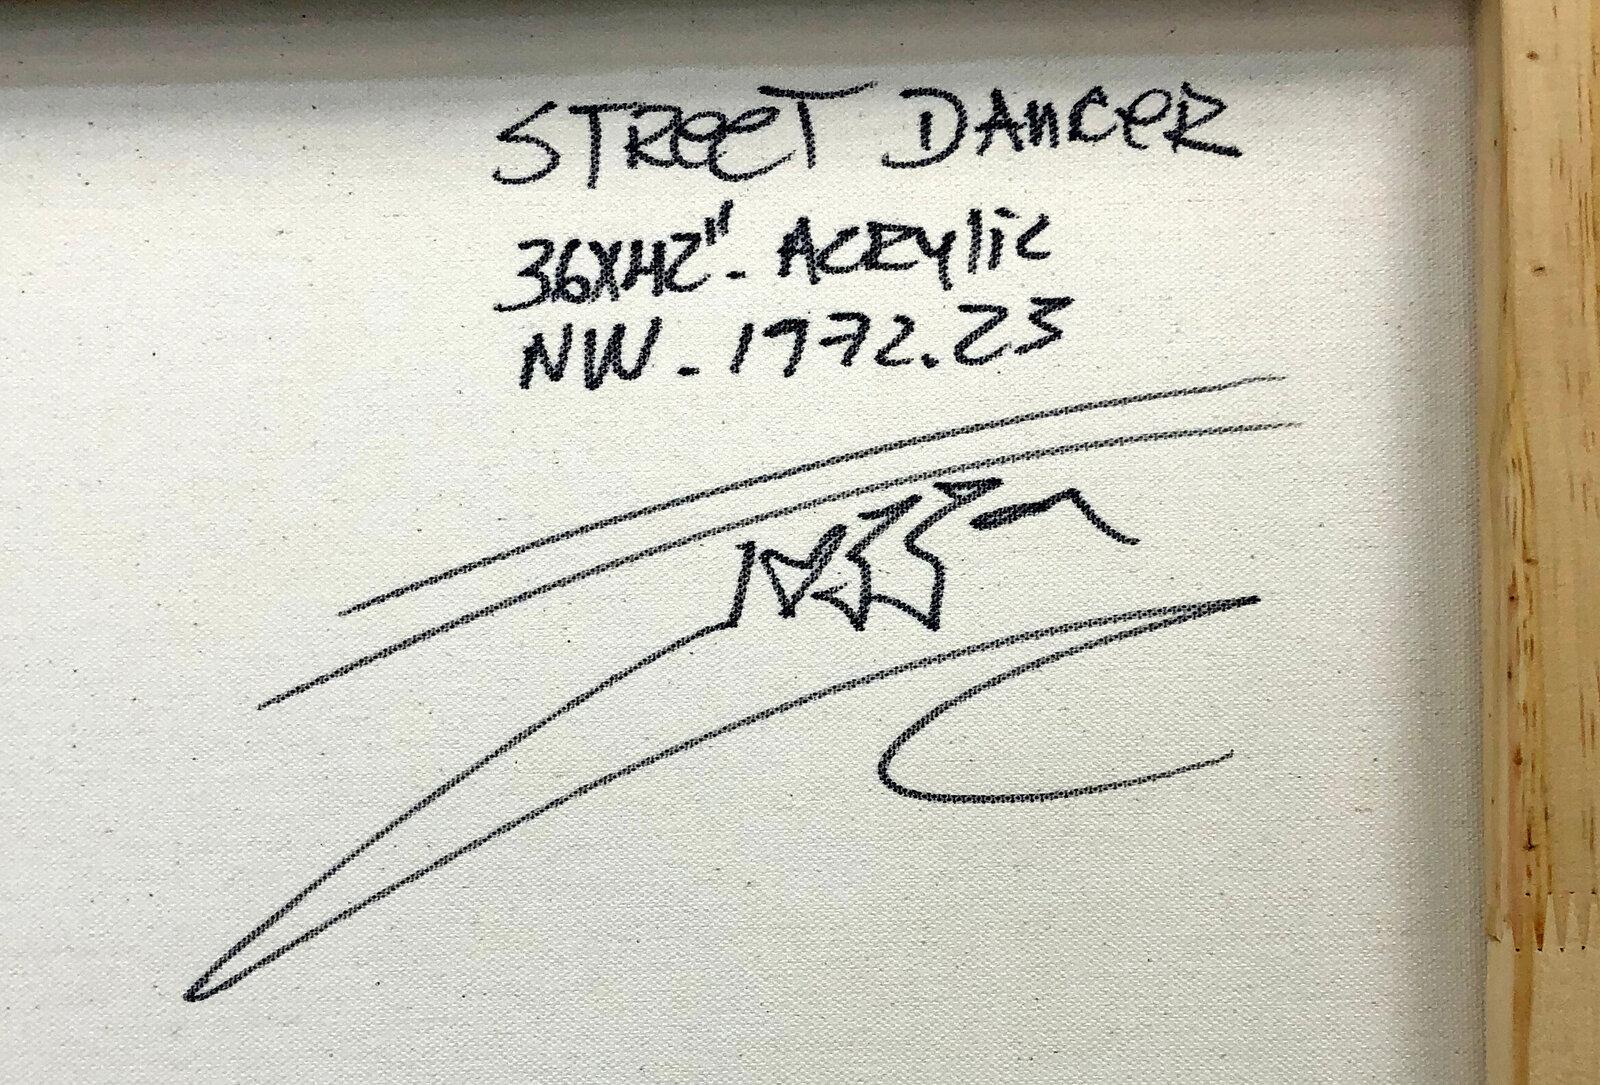 STReeT DANCeR
36X42" - ACRYlic
NW - 1972.23